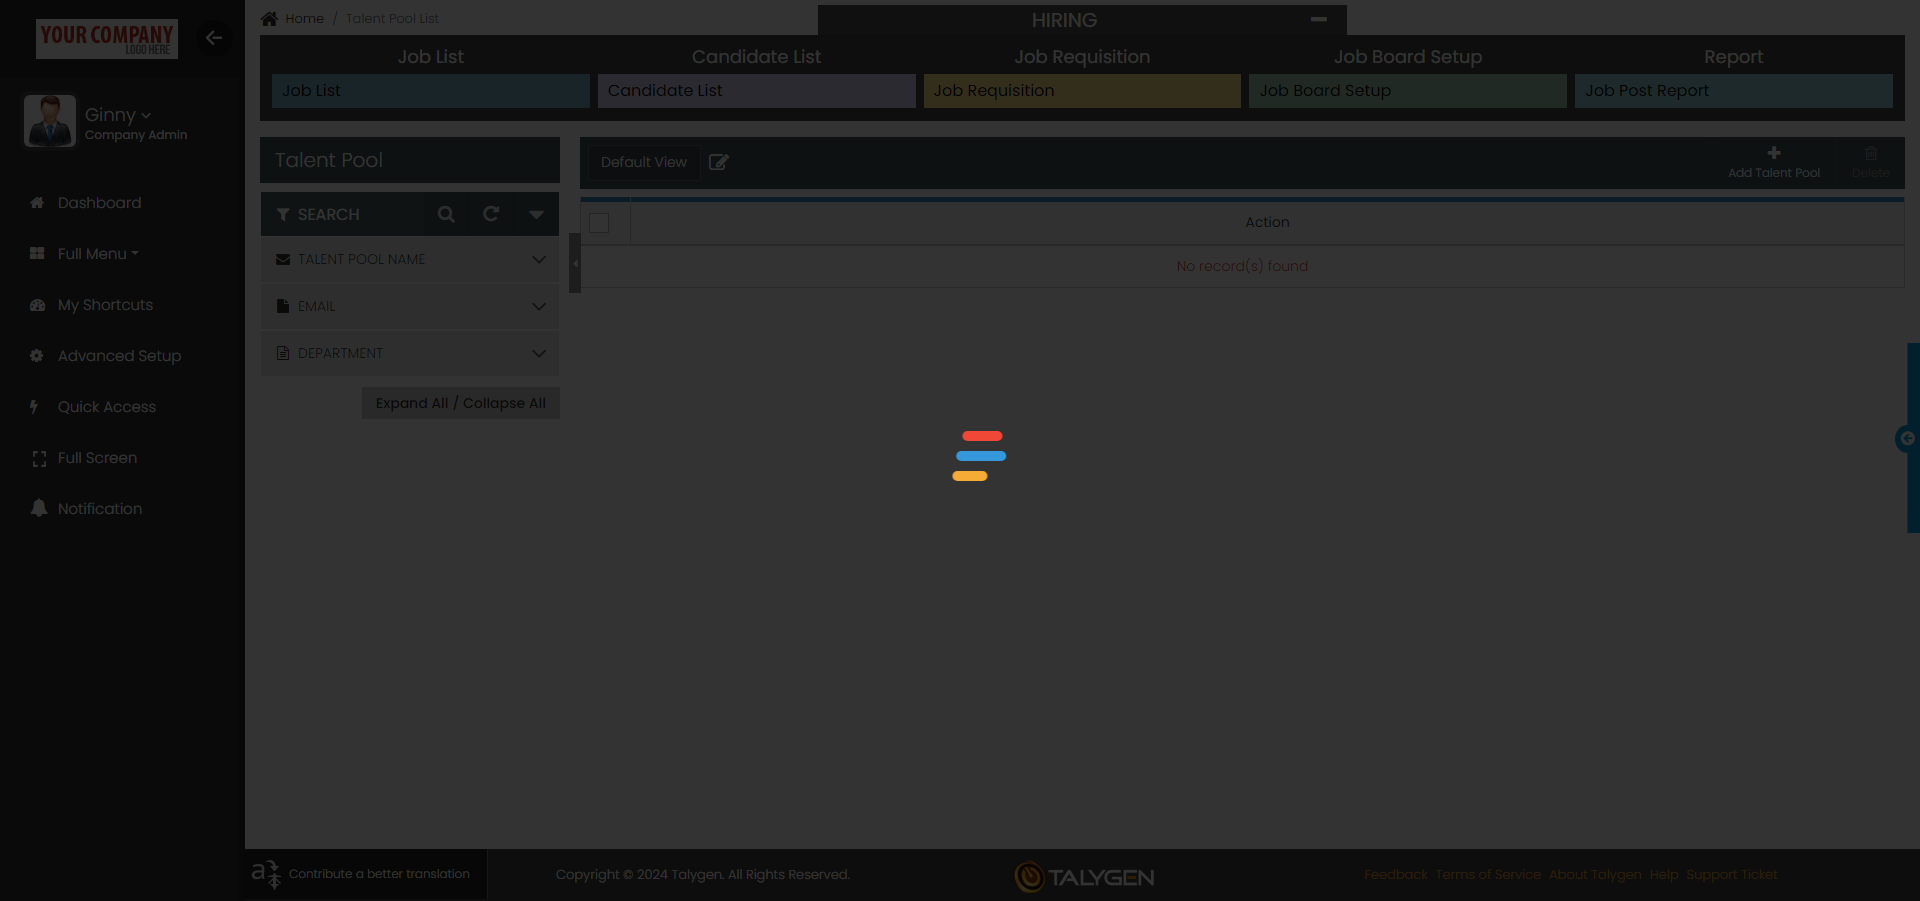 YOUR COMPANY
LOGO HERE
Ginny
Company Admin
Dashboard
Full Menu
My Shortcuts
Advanced Setup
Quick Access
Full Screen
Notification
Home / Talent Pool List
HIRING
Job List
Candidate List
Job Requisition
Job Board Setup
Report
Job List
Candidate List
Job Requisition
Job Board Setup
Job Post Report
Talent Pool
SEARCH
TALENT POOL NAME
EMAIL
DEPARTMENT
Expand All / Collapse All
Default View
Add Talent Pool
Delete
Action
No record(s) found
Contribute a better translation
Copyright © 2024 Talygen. All Rights Reserved.
TALYGEN
Feedback Terms of Service About Talygen Help Support Ticket